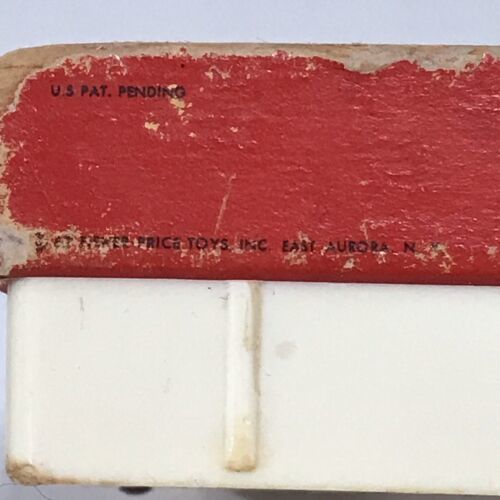 U.S. PAT. PENDING
FISHER PRICE TOYS, INC. EAST AURORA, N.